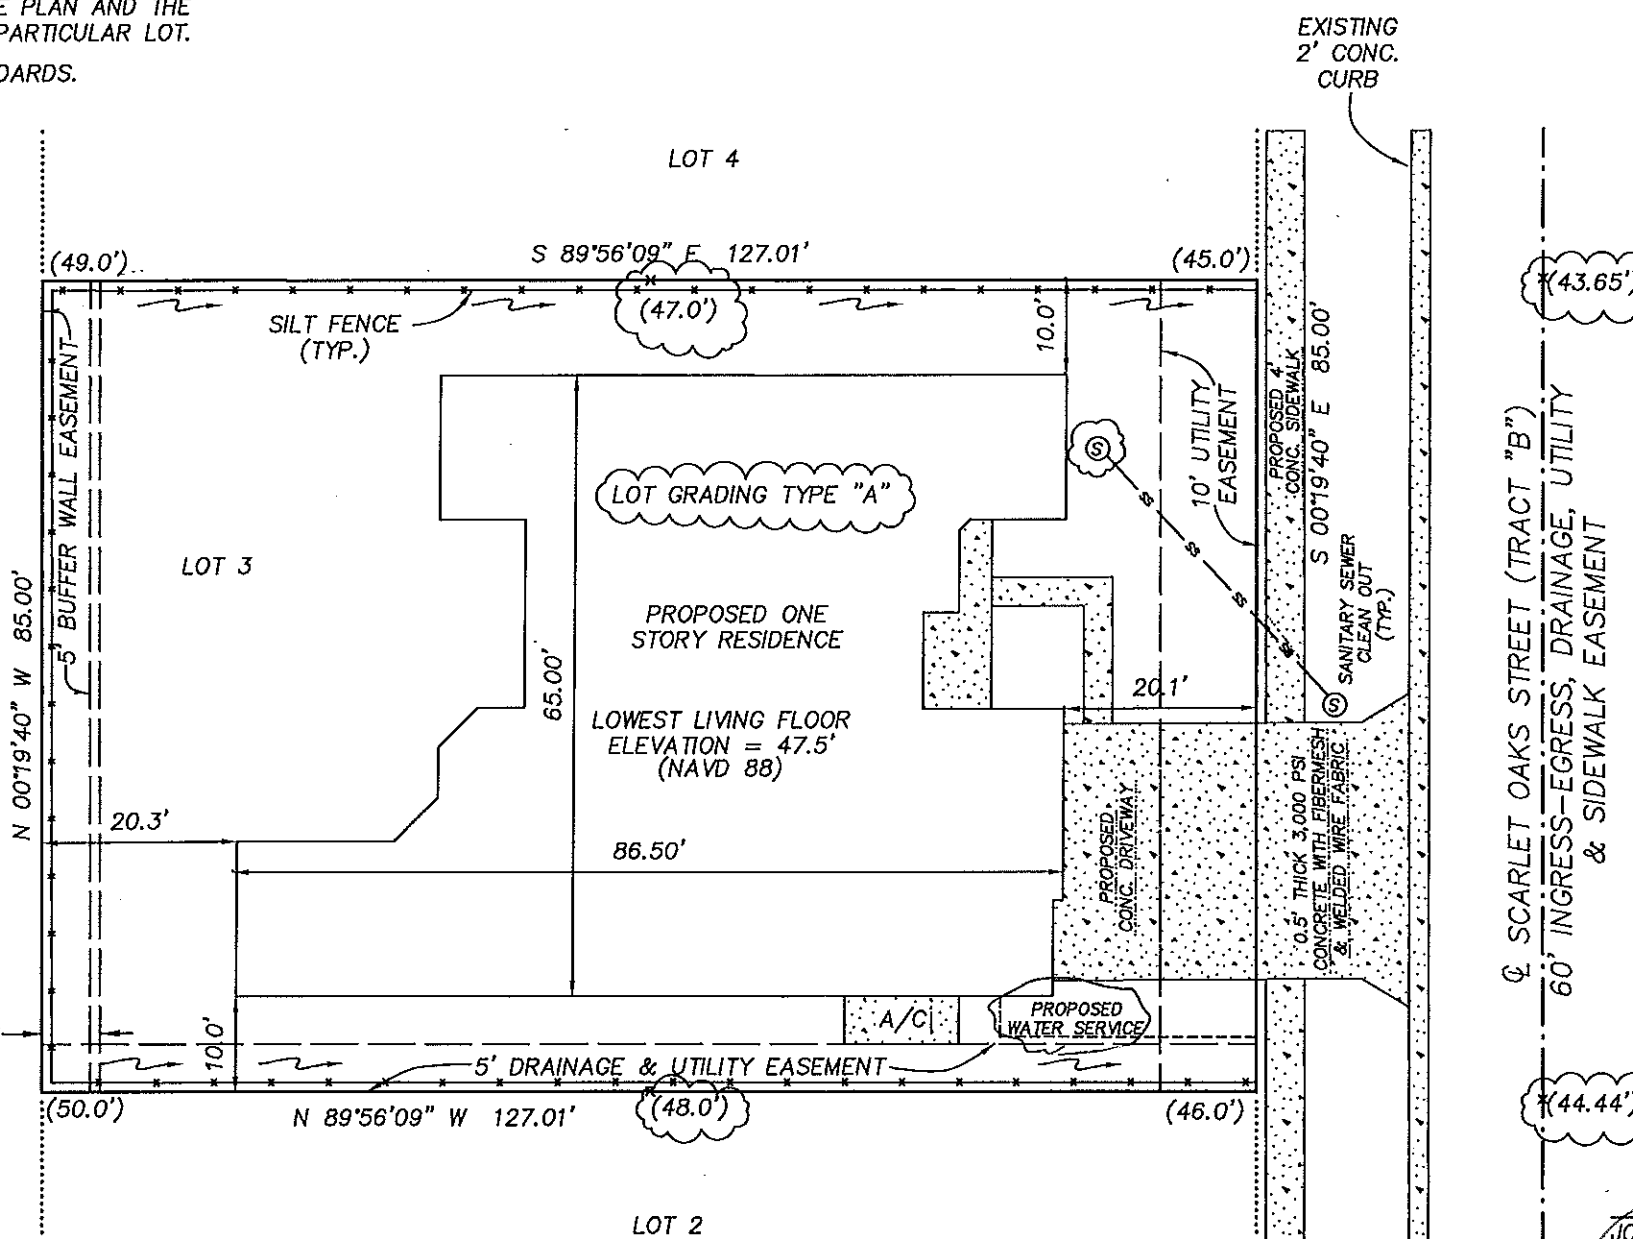 E PLAN AND THE
PARTICULAR LOT.
DARDS.
EXISTING
2' CONC.
CURB
LOT 4
S 89°56'09" E 127.01'
(49.0')
(45.0')
(43.65')
(47.0')
SILT FENCE
(TYP.)
10.0'
5' BUFFER WALL EASEMENT
N 00°19'40" W 85.00'
LOT 3
LOT GRADING TYPE "A"
PROPOSED ONE
STORY RESIDENCE
65.00'
LOWEST LIVING FLOOR
ELEVATION = 47.5'
(NAVD 88)
S
SS
SS
SS
SS
S
10' UTILITY
EASEMENT
PROPOSED 4'
CONC. SIDEWALK
S 00°19'40" E 85.00'
SANITARY SEWER
CLEAN OUT
(TYP.)
20.1'
20.3'
86.50'
PROPOSED
CONC. DRIVEWAY
0.5' THICK 3,000 PSI
CONCRETE WITH FIBERMESH
& WELDED WIRE FABRIC
℄ SCARLET OAKS STREET (TRACT "B")
60' INGRESS-EGRESS, DRAINAGE, UTILITY
& SIDEWALK EASEMENT
10.0'
A/C
PROPOSED
WATER SERVICE
5' DRAINAGE & UTILITY EASEMENT
(50.0')
N 89°56'09" W 127.01'
(48.0')
(46.0')
(44.44')
LOT 2